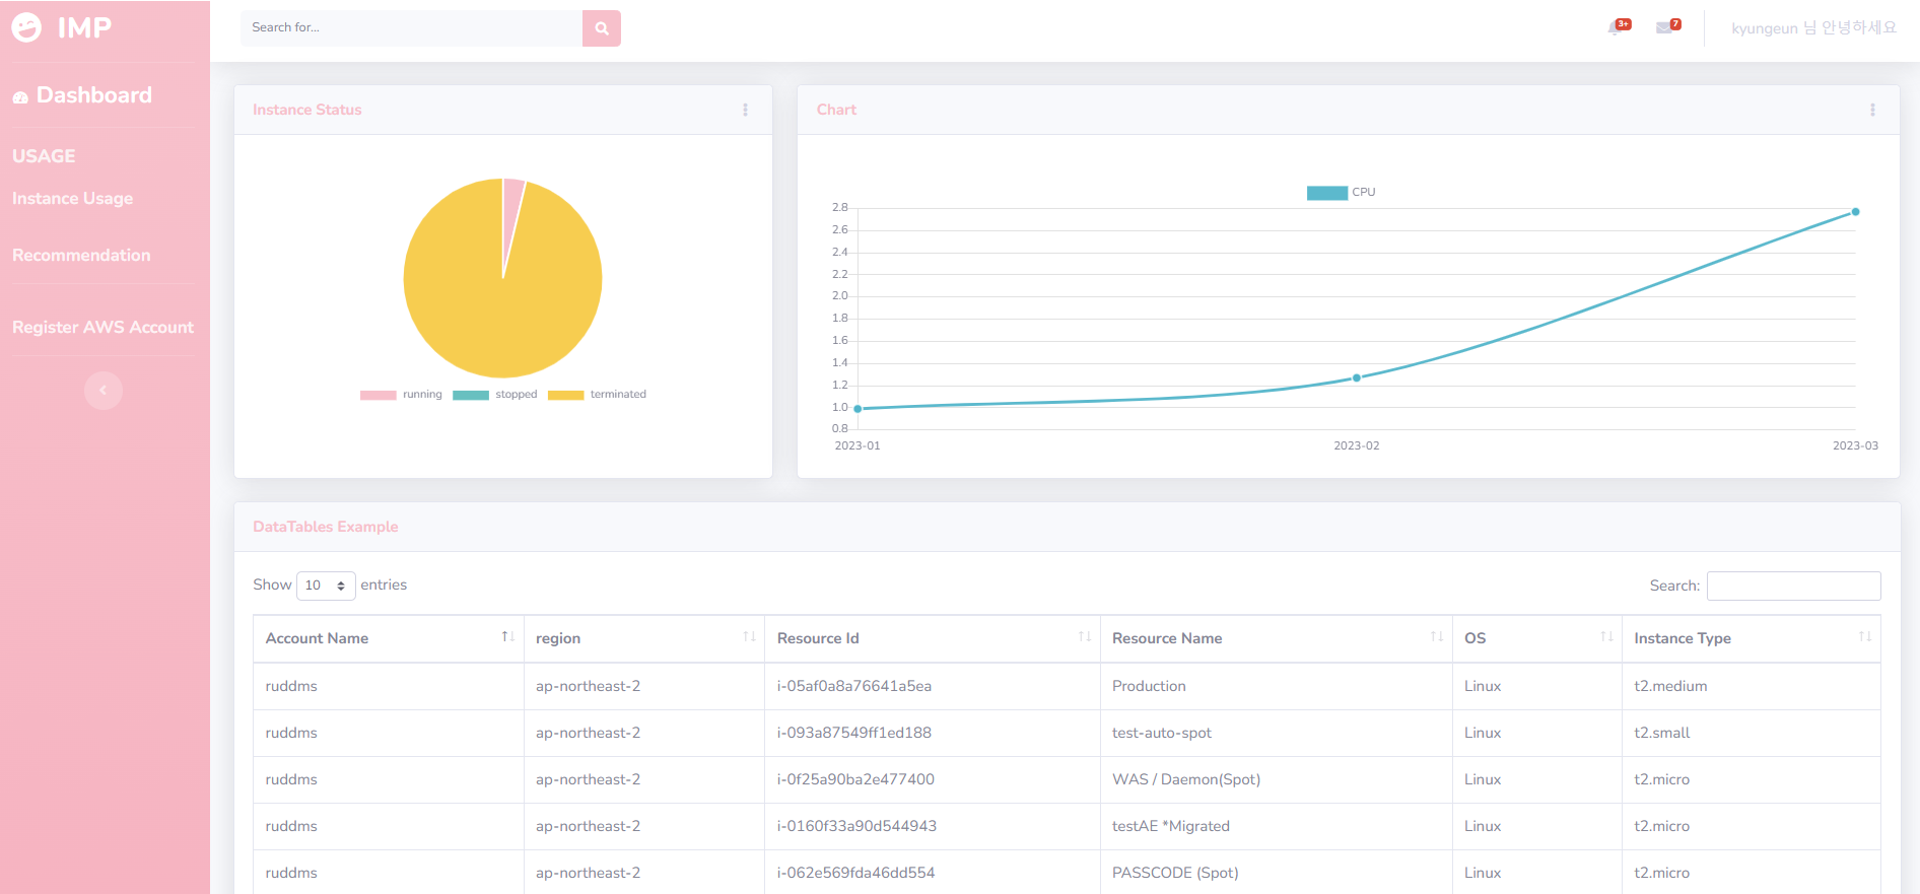 IMP
Dashboard
USAGE
Instance Usage
Recommendation
Register AWS Account
Search for...
3+
7
kyungeun 님 안녕하세요
Instance Status
running stopped terminated
Chart
CPU
2.8
2.6
2.4
2.2
2.0
1.8
1.6
1.4
1.2
1.0
0.8
2023-01 2023-02 2023-03
DataTables Example
Show 10 entries Search:
Account Name region Resource Id Resource Name OS Instance Type
ruddms ap-northeast-2 i-05af0a8a76641a5ea Production Linux t2.medium
ruddms ap-northeast-2 i-093a87549ff1ed188 test-auto-spot Linux t2.small
ruddms ap-northeast-2 i-0f25a90ba2e477400 WAS / Daemon(Spot) Linux t2.micro
ruddms ap-northeast-2 i-0160f33a90d544943 testAE *Migrated Linux t2.micro
ruddms ap-northeast-2 i-062e569fda46dd554 PASSCODE (Spot) Linux t2.micro